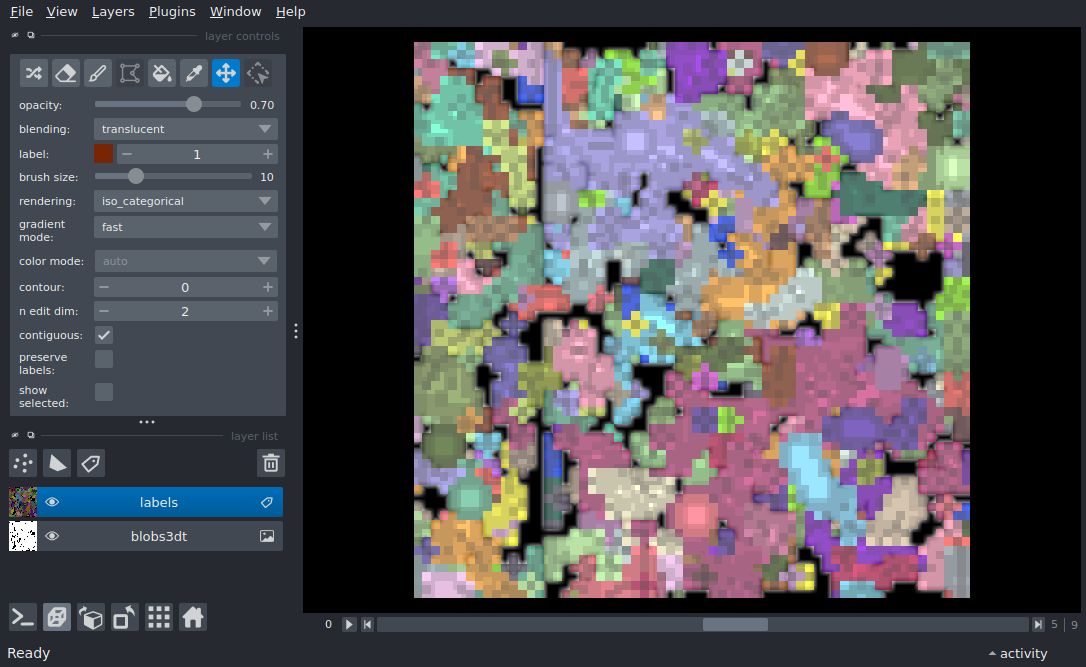 File View Layers Plugins Window Help
layer controls
opacity: 0.70
blending: translucent
label: 1
brush size: 10
rendering: iso_categorical
gradient
mode: fast
color mode: auto
contour: 0
n edit dim: 2
contiguous:
preserve
labels:
show
selected:
layer list
labels
blobs3dt
0 5 9
Ready activity